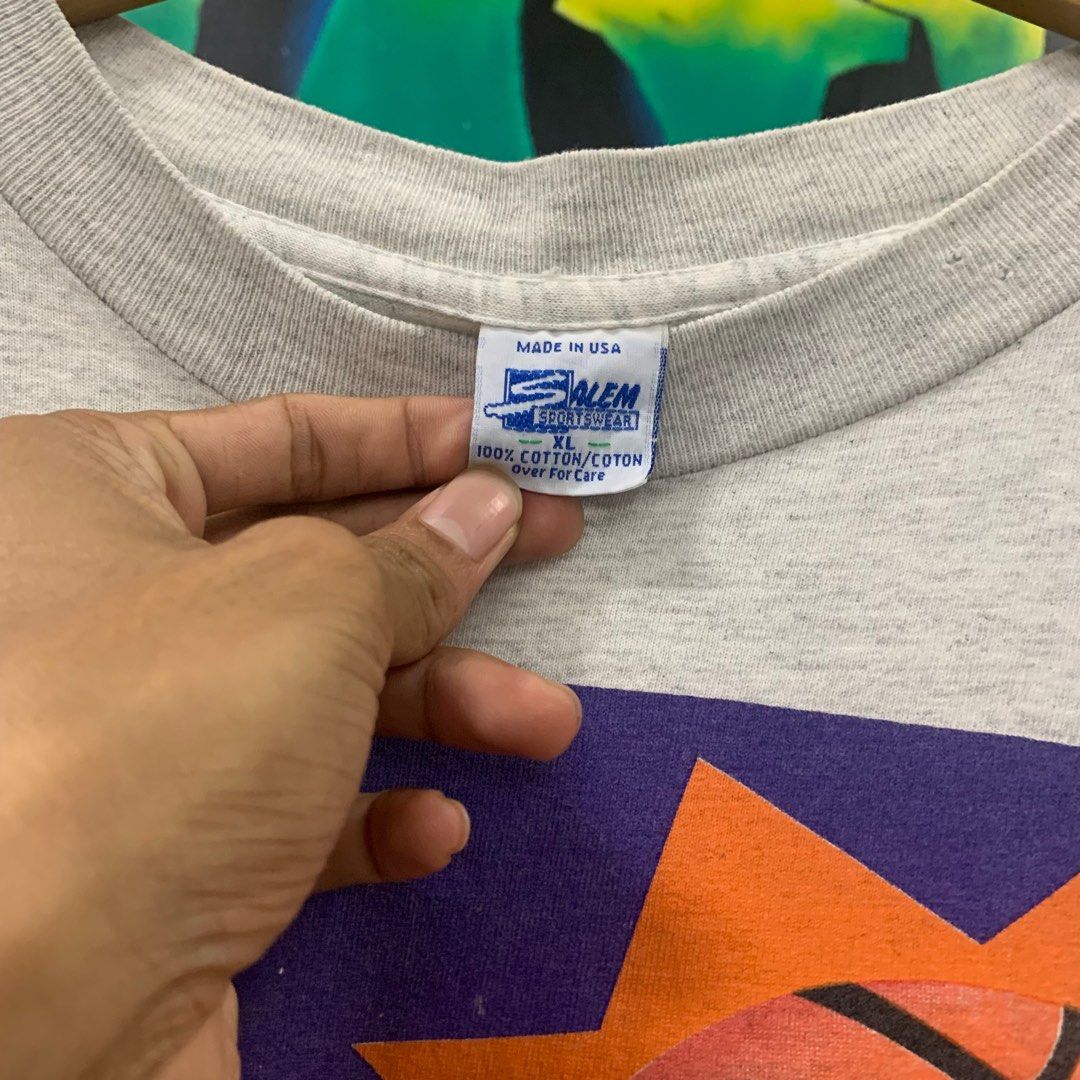 MADE IN USA
SALEM
SPORTSWEAR
XL
100% COTTON/COTON
Over For Care